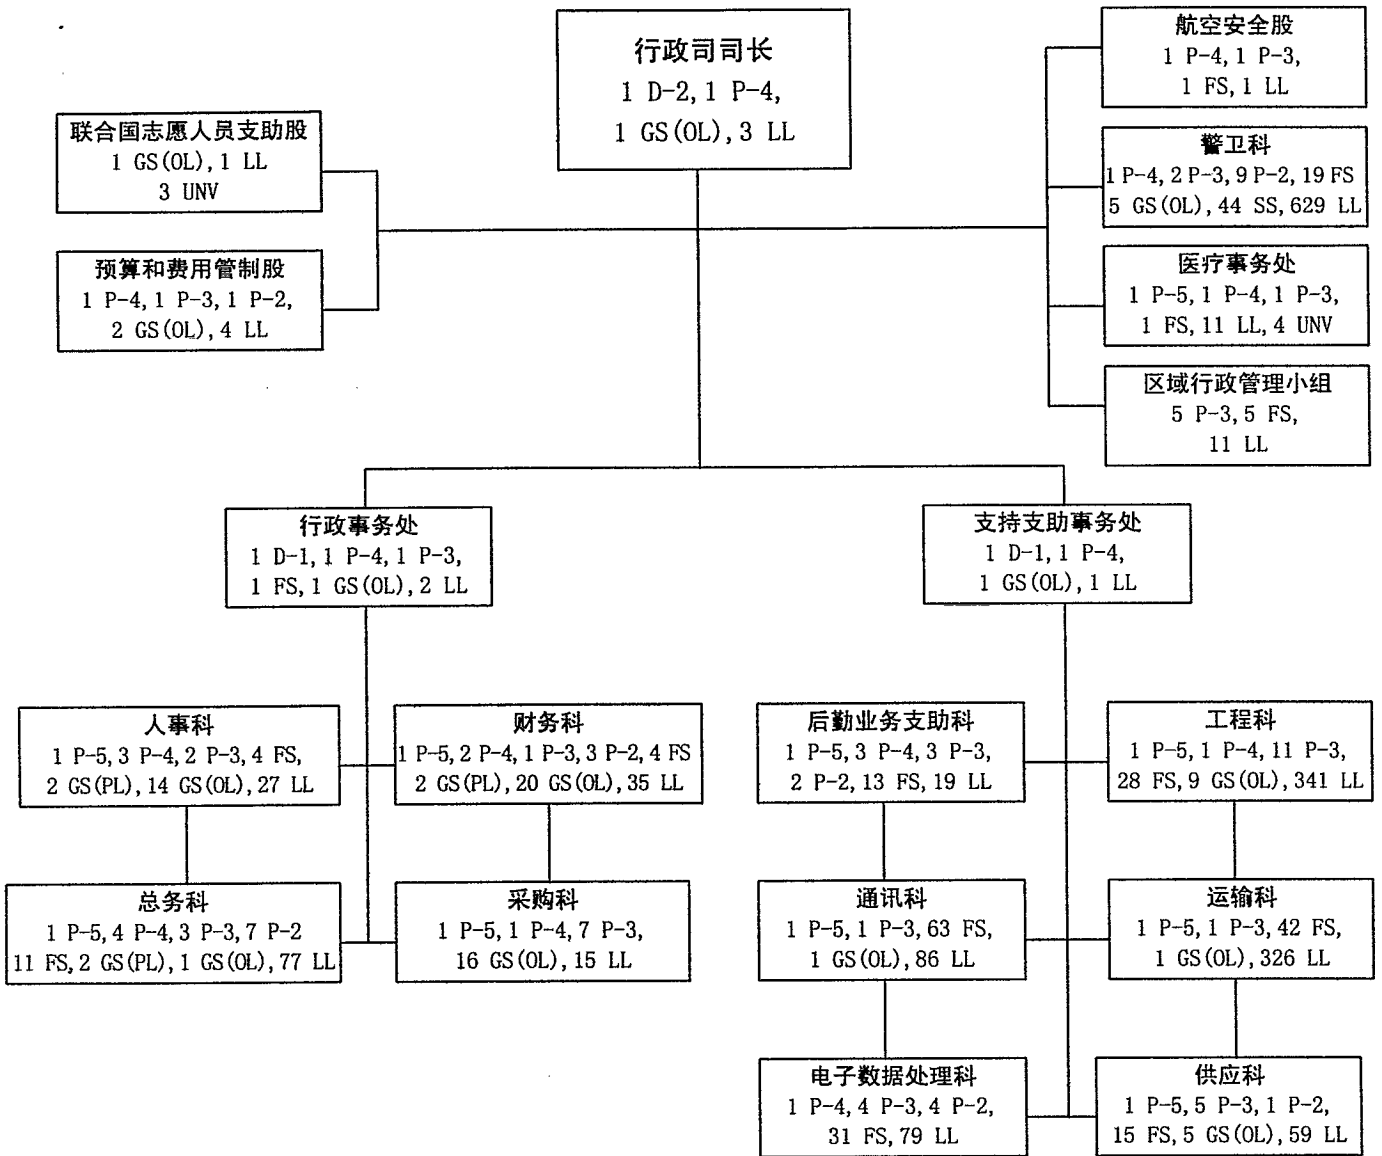 行政司司长
1 D-2, 1 P-4,
1 GS(OL), 3 LL
联合国志愿人员支助股
1 GS(OL), 1 LL
3 UNV
预算和费用管制股
1 P-4, 1 P-3, 1 P-2,
2 GS(OL), 4 LL
航空安全股
1 P-4, 1 P-3,
1 FS, 1 LL
警卫科
1 P-4, 2 P-3, 9 P-2, 19 FS
5 GS(OL), 44 SS, 629 LL
医疗事务处
1 P-5, 1 P-4, 1 P-3,
1 FS, 11 LL, 4 UNV
区域行政管理小组
5 P-3, 5 FS,
11 LL
行政事务处
1 D-1, 1 P-4, 1 P-3,
1 FS, 1 GS(OL), 2 LL
支持支助事务处
1 D-1, 1 P-4,
1 GS(OL), 1 LL
人事科
1 P-5, 3 P-4, 2 P-3, 4 FS,
2 GS(PL), 14 GS(OL), 27 LL
财务科
1 P-5, 2 P-4, 1 P-3, 3 P-2, 4 FS
2 GS(PL), 20 GS(OL), 35 LL
总务科
1 P-5, 4 P-4, 3 P-3, 7 P-2
11 FS, 2 GS(PL), 1 GS(OL), 77 LL
采购科
1 P-5, 1 P-4, 7 P-3,
16 GS(OL), 15 LL
后勤业务支助科
1 P-5, 3 P-4, 3 P-3,
2 P-2, 13 FS, 19 LL
工程科
1 P-5, 1 P-4, 11 P-3,
28 FS, 9 GS(OL), 341 LL
通讯科
1 P-5, 1 P-3, 63 FS,
1 GS(OL), 86 LL
运输科
1 P-5, 1 P-3, 42 FS,
1 GS(OL), 326 LL
电子数据处理科
1 P-4, 4 P-3, 4 P-2,
31 FS, 79 LL
供应科
1 P-5, 5 P-3, 1 P-2,
15 FS, 5 GS(OL), 59 LL